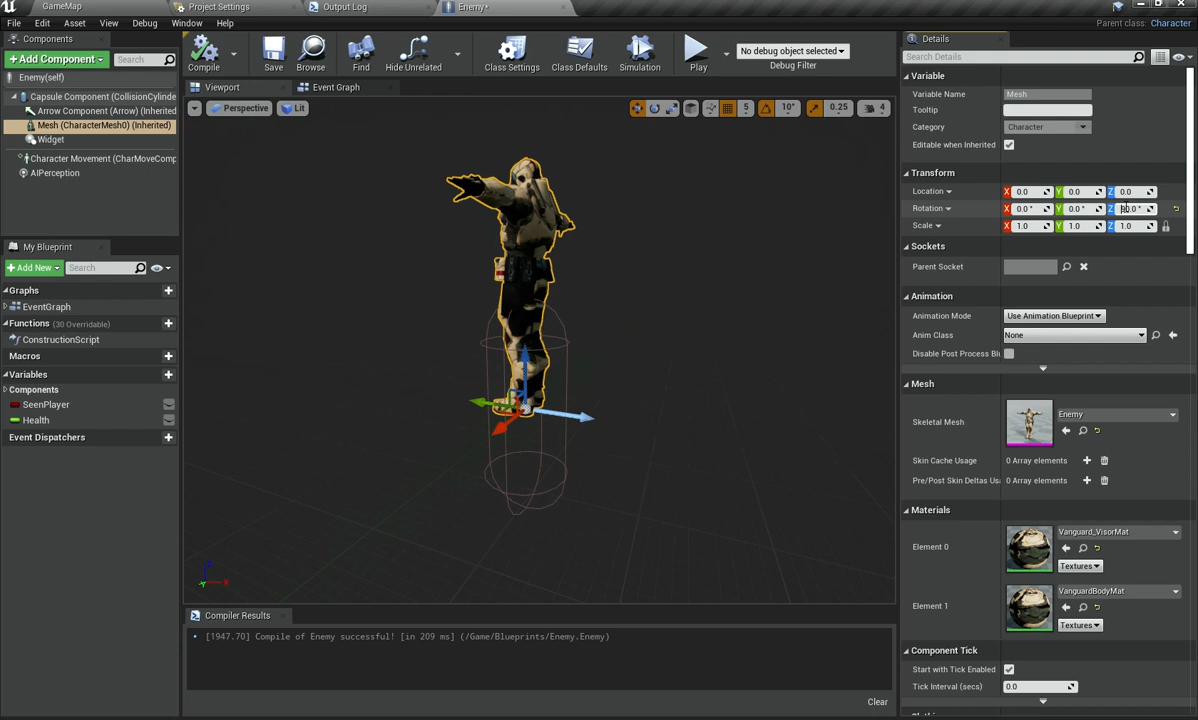 GameMap
Project Settings
Output Log
Enemy*
File Edit Asset View Debug Window Help
Parent class: Character
Components
+ Add Component
Search
Enemy(self)
Capsule Component (CollisionCylinde
Arrow Component (Arrow) (Inherited
Mesh (CharacterMesh0) (Inherited)
Widget
Character Movement (CharMoveComp
AIPerception
My Blueprint
+ Add New
Search
Graphs
EventGraph
Functions (30 Overridable)
ConstructionScript
Macros
Variables
Components
SeenPlayer
Health
Event Dispatchers
Compile
Save
Browse
Find
Hide Unrelated
Class Settings
Class Defaults
Simulation
Play
No debug object selected
Debug Filter
Viewport
Event Graph
Perspective
Lit
5
10°
0.25
4
Z
X
Y
Compiler Results
[1947.70] Compile of Enemy successful! [in 209 ms] (/Game/Blueprints/Enemy.Enemy)
Clear
Details
Search Details
Variable
Variable Name Mesh
Tooltip
Category Character
Editable when Inherited
Transform
Location X 0.0 Y 0.0 Z 0.0
Rotation X 0.0 ° Y 0.0 ° Z
Scale X 1.0 Y 1.0 Z 1.0
Sockets
Parent Socket
Animation
Animation Mode Use Animation Blueprint
Anim Class None
Disable Post Process Bl
Mesh
Skeletal Mesh Enemy
Skin Cache Usage 0 Array elements
Pre/Post Skin Deltas Us 0 Array elements
Materials
Element 0 Vanguard_VisorMat
Textures
Element 1 VanguardBodyMat
Textures
Component Tick
Start with Tick Enabled
Tick Interval (secs) 0.0